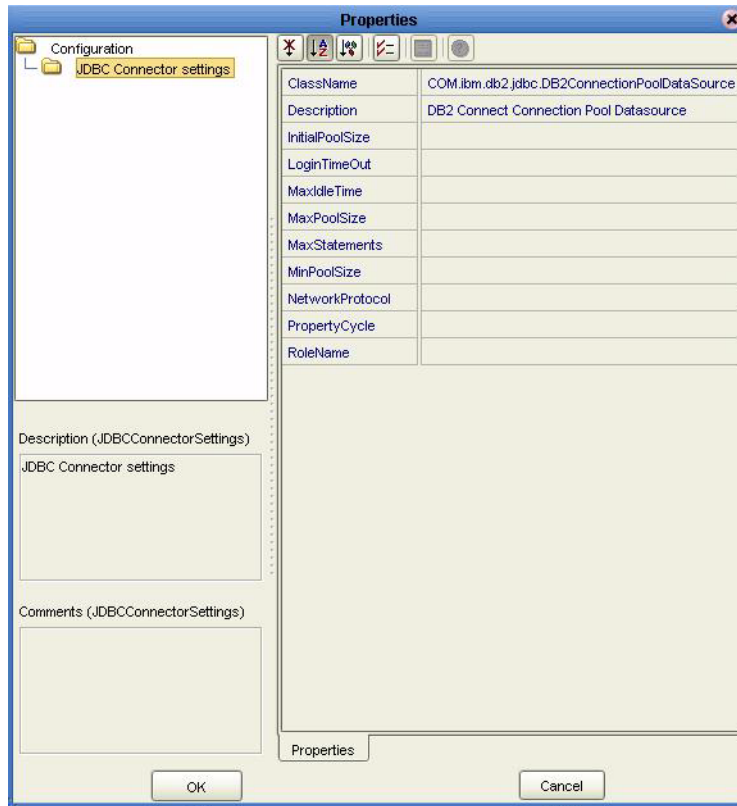 Properties
Configuration
JDBC Connector settings
ClassName COM.ibm.db2.jdbc.DB2ConnectionPoolDataSource
Description DB2 Connect Connection Pool Datasource
InitialPoolSize
LoginTimeOut
MaxIdleTime
MaxPoolSize
MaxStatements
MinPoolSize
NetworkProtocol
PropertyCycle
RoleName
Description (JDBCConnectorSettings)
JDBC Connector settings
Comments (JDBCConnectorSettings)
Properties
OK
Cancel